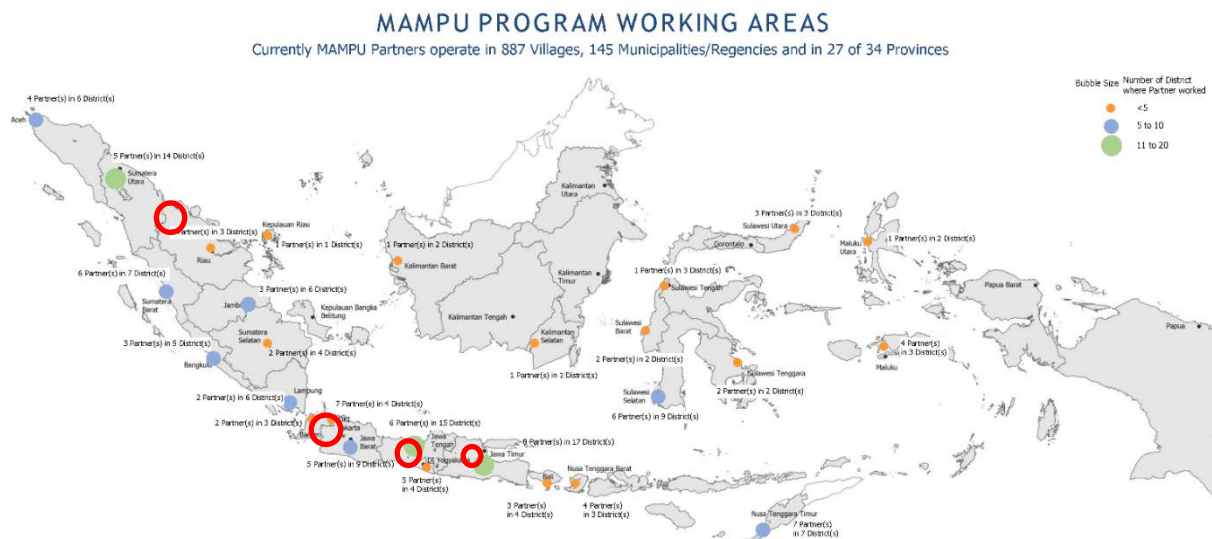 MAMPU PROGRAM WORKING AREAS
Currently MAMPU Partners operate in 887 Villages, 145 Municipalities/Regencies and in 27 of 34 Provinces
Bubble Size
Number of District
where Partner worked
<5
5 to 10
11 to 20
4 Partner(s) in 6 District(s)
Aceh
5 Partner(s) in 14 District(s)
Sumatera
Utara
Partner(s) in 3 District(s)
Riau
Kepulauan Riau
1 Partner(s) in 1 District(s)
6 Partner(s) in 7 District(s)
Sumatera
Barat
3 Partner(s) in 6 District(s)
Jambi
Kepulauan Bangka
Belitung
3 Partner(s) in 5 District(s)
Bengkulu
Sumatera
Selatan
2 Partner(s) in 4 District(s)
2 Partner(s) in 6 District(s)
Lampung
2 Partner(s) in 3 District(s)
7 Partner(s) in 4 District(s)
5 Partner(s) in 9 District(s)
Jawa
Barat
6 Partner(s) in 15 District(s)
Jawa
Tengah
DI Yogyakarta
5 Partner(s)
in 4 District(s)
8 Partner(s) in 17 District(s)
Jawa Timur
Bali
3 Partner(s)
in 4 District(s)
Nusa Tenggara Barat
4 Partner(s)
in 3 District(s)
Nusa Tenggara Timur
7 Partner(s)
in 7 District(s)
1 Partner(s) in 2 District(s)
Kalimantan Barat
Kalimantan
Utara
Kalimantan
Timur
Kalimantan Tengah
Kalimantan
Selatan
1 Partner(s) in 1 District(s)
3 Partner(s) in 3 District(s)
Sulawesi Utara
Gorontalo
1 Partner(s) in 3 District(s)
Sulawesi Tengah
Sulawesi
Barat
2 Partner(s) in 2 District(s)
Sulawesi Tenggara
2 Partner(s) in 2 District(s)
Sulawesi
Selatan
6 Partner(s) in 9 District(s)
1 Partner(s) in 2 District(s)
Maluku
Utara
4 Partner(s)
in 3 District(s)
Maluku
Papua Barat
Papua